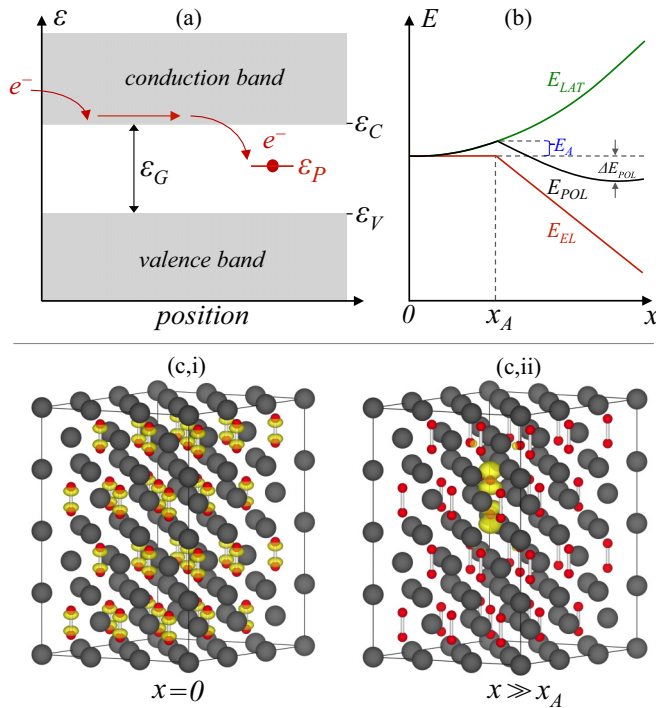 ε (a)
conduction band
e⁻
e⁻
ε_C
ε_G
ε_P
ε_V
valence band
position
E (b)
E_LAT
E_A
ΔE_POL
E_POL
E_EL
0 x_A x
(c,i) (c,ii)
x=0 x≫x_A